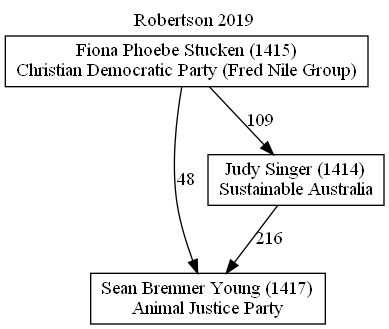 Robertson 2019
Fiona Phoebe Stucken (1415)
Christian Democratic Party (Fred Nile Group)
109
Judy Singer (1414)
Sustainable Australia
48
216
Sean Bremner Young (1417)
Animal Justice Party